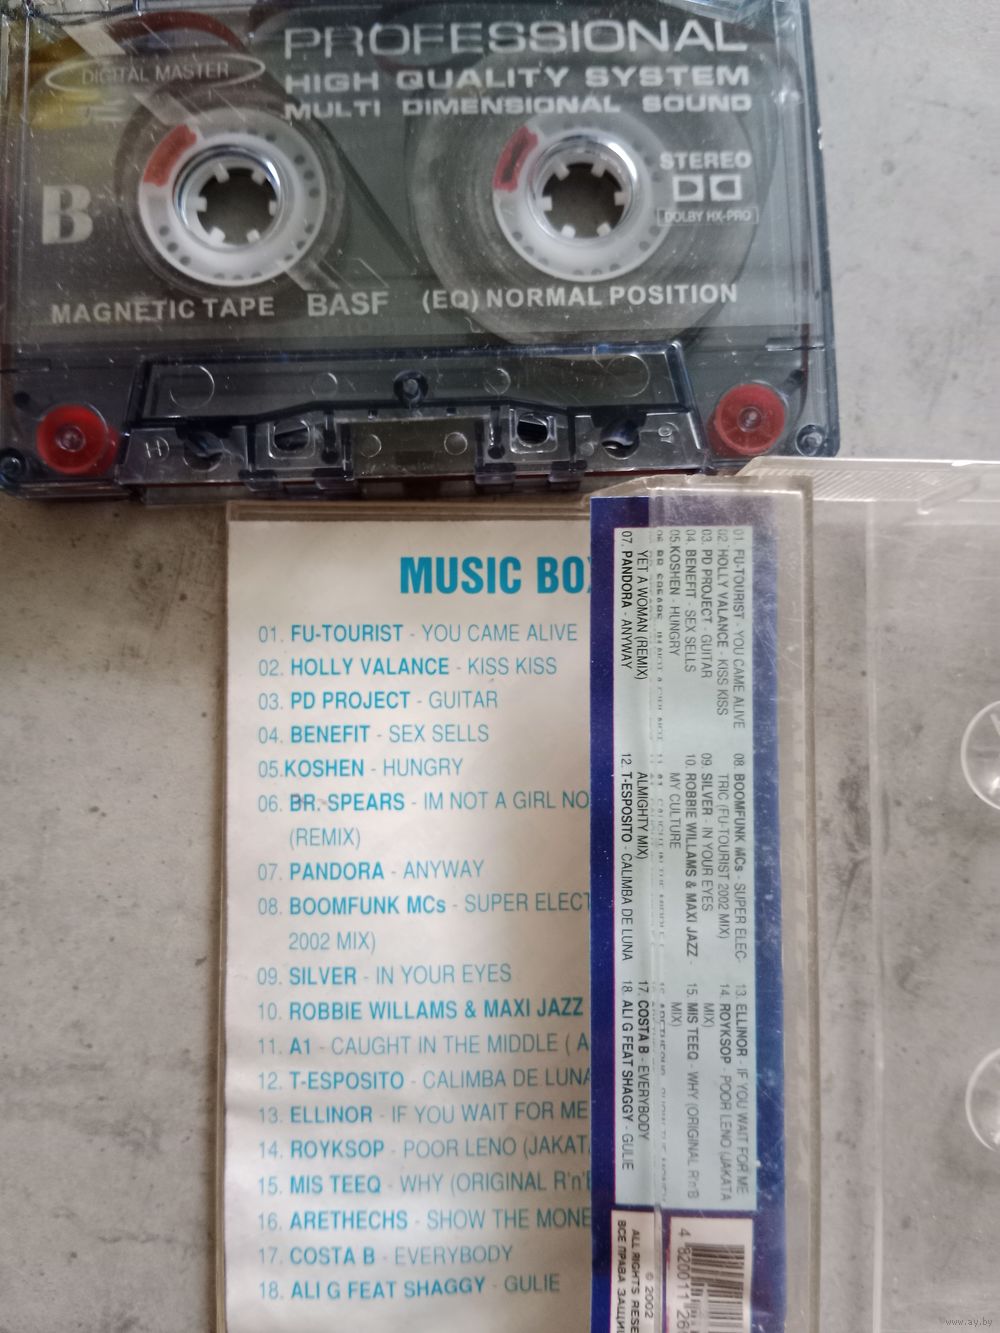 PROFESSIONAL
DIGITAL MASTER
HIGH QUALITY SYSTEM
MULTI DIMENSIONAL SOUND
STEREO
DOLBY HX-PRO
B
MAGNETIC TAPE BASF (EQ) NORMAL POSITION
MUSIC BO
01. FU-TOURIST - YOU CAME ALIVE
02. HOLLY VALANCE - KISS KISS
03. PD PROJECT - GUITAR
04. BENEFIT - SEX SELLS
05.KOSHEN - HUNGRY
06. BR. SPEARS - IM NOT A GIRL NO
(REMIX)
07. PANDORA - ANYWAY
08. BOOMFUNK MCs - SUPER ELECT
2002 MIX)
09. SILVER - IN YOUR EYES
10. ROBBIE WILLAMS & MAXI JAZZ
11. A1 - CAUGHT IN THE MIDDLE ( A
12. T-ESPOSITO - CALIMBA DE LUNA
13. ELLINOR - IF YOU WAIT FOR ME
14. ROYKSOP - POOR LENO (JAKAT
15. MIS TEEQ - WHY (ORIGINAL R'n'B
16. ARETHECHS - SHOW THE MONE
17. COSTA B - EVERYBODY
18. ALI G FEAT SHAGGY - GULIE
01. FU-TOURIST - YOU CAME ALIVE
02. HOLLY VALANCE - KISS KISS
03. PD PROJECT - GUITAR
04. BENEFIT - SEX SELLS
05.KOSHEN - HUNGRY
YET A WOMAN (REMIX)
07. PANDORA - ANYWAY
08. BOOMFUNK MCs - SUPER ELEC-
TRIC (FU-TOURIST 2002 MIX)
09. SILVER - IN YOUR EYES
10. ROBBIE WILLAMS & MAXI JAZZ -
MY CULTURE
ALMIGHTY MIX)
12. T-ESPOSITO - CALIMBA DE LUNA
13. ELLINOR - IF YOU WAIT FOR ME
14. ROYKSOP - POOR LENO (JAKATA
MIX)
15. MIS TEEQ - WHY (ORIGINAL R'n'B
MIX)
17. COSTA B - EVERYBODY
18. ALI G FEAT SHAGGY - GULIE
4 820011 26
© 2002
ALL RIGHTS RESE
ВСЕ ПРАВА ЗАЩИ
www.ay.by